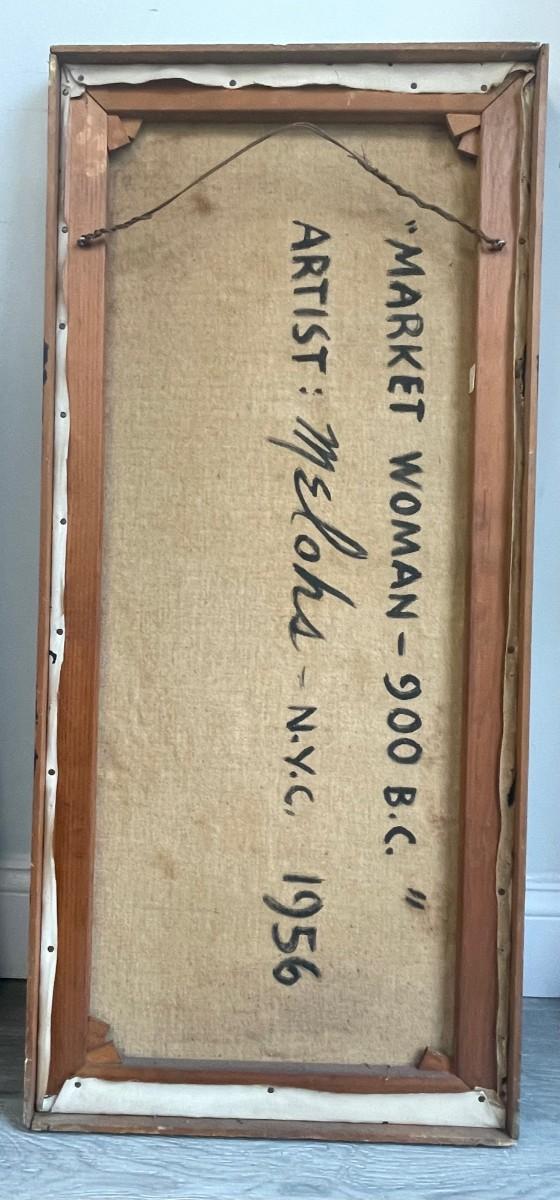 "MARKET WOMAN - 900 B.C. "
ARTIST: Melohs - N.Y.C. 1956